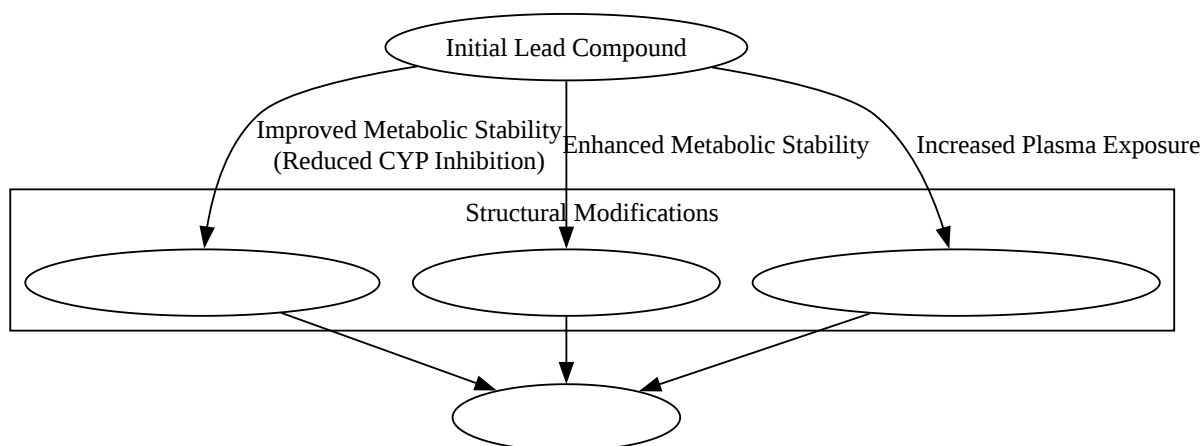 Initial Lead Compound
Improved Metabolic Stability
(Reduced CYP Inhibition)
Enhanced Metabolic Stability
Increased Plasma Exposure
Structural Modifications